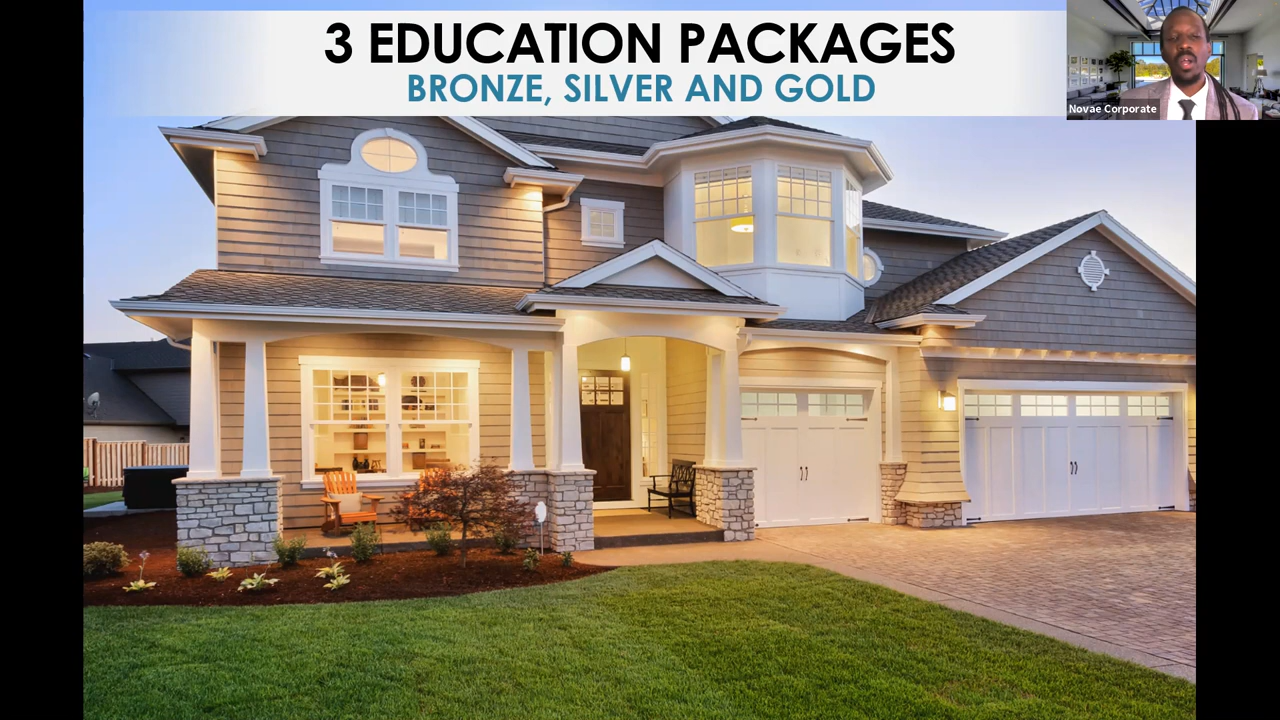 3 EDUCATION PACKAGES
BRONZE, SILVER AND GOLD
Novae Corporate